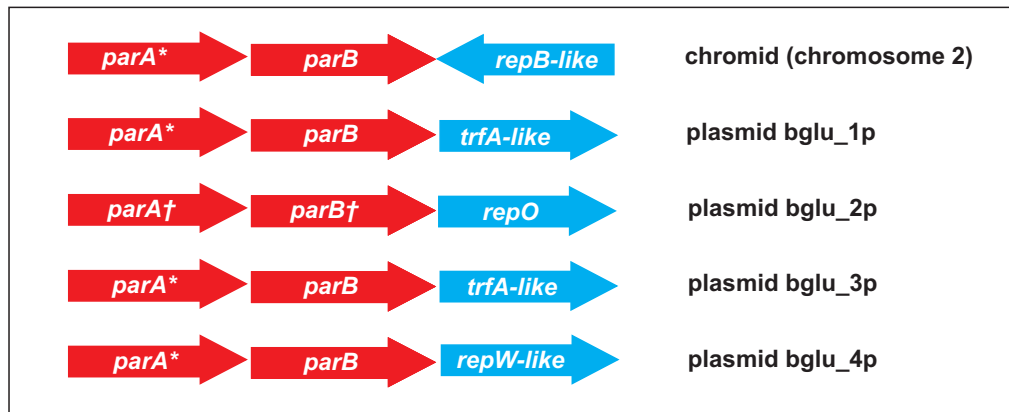 parA* parB repB-like chromid (chromosome 2)
parA* parB trfA-like plasmid bglu_1p
parA† parB† repO plasmid bglu_2p
parA* parB trfA-like plasmid bglu_3p
parA* parB repW-like plasmid bglu_4p